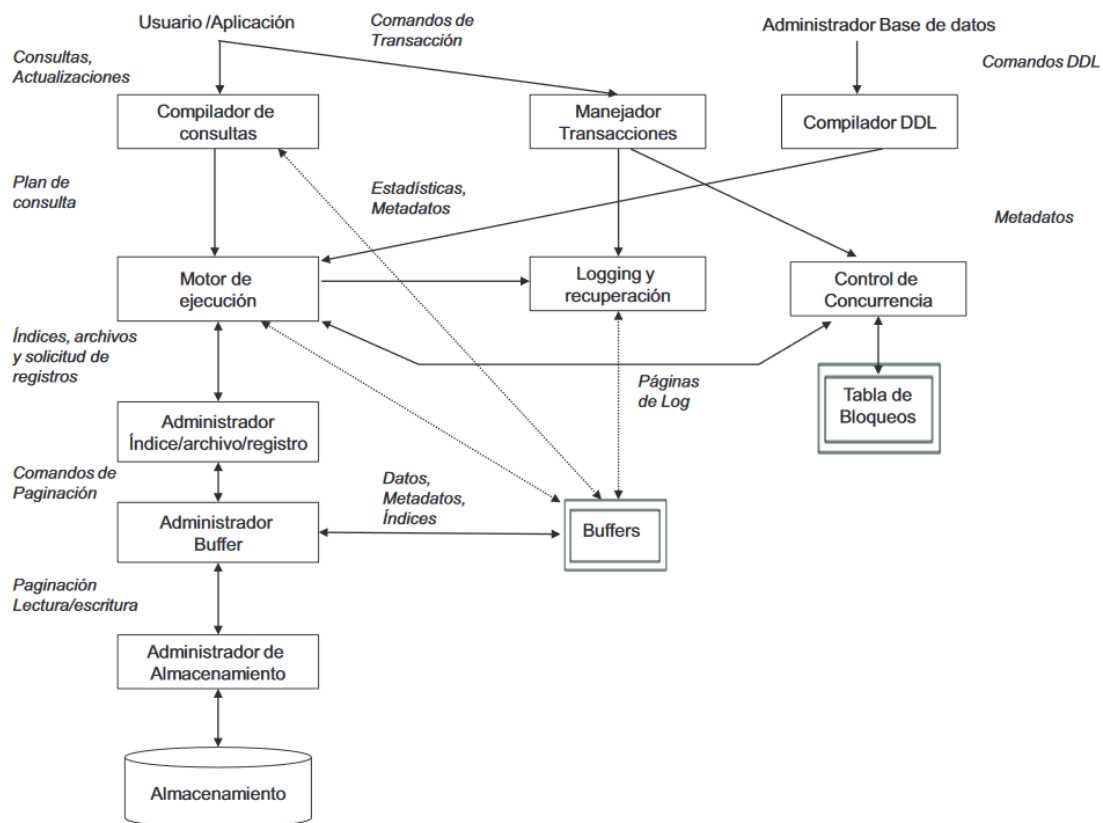 Usuario /Aplicación
Comandos de
Transacción
Administrador Base de datos
Consultas,
Actualizaciones
Comandos DDL
Compilador de
consultas
Manejador
Transacciones
Compilador DDL
Plan de
consulta
Estadísticas,
Metadatos
Metadatos
Motor de
ejecución
Logging y
recuperación
Control de
Concurrencia
Índices, archivos
y solicitud de
registros
Páginas
de Log
Tabla de
Bloqueos
Administrador
Índice/archivo/registro
Comandos de
Paginación
Datos,
Metadatos,
Índices
Administrador
Buffer
Buffers
Paginación
Lectura/escritura
Administrador de
Almacenamiento
Almacenamiento